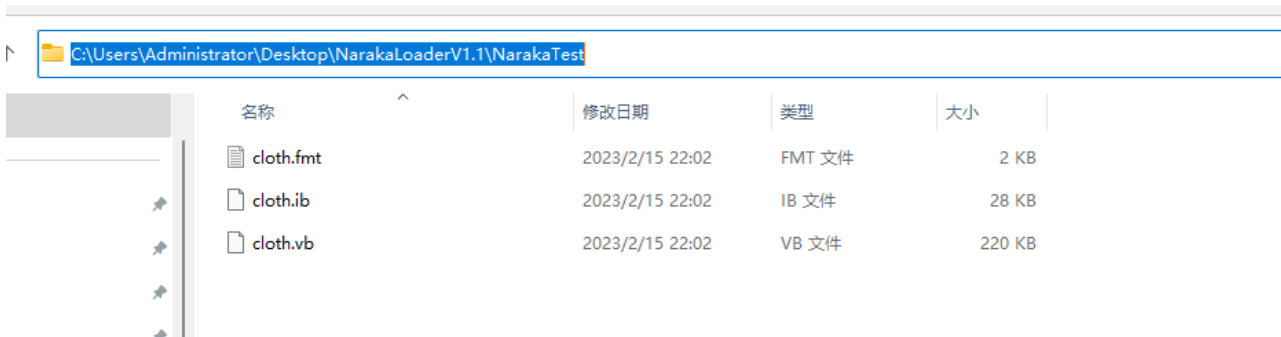 C:\Users\Administrator\Desktop\NarakaLoaderV1.1\NarakaTest
名称 修改日期 类型 大小
cloth.fmt 2023/2/15 22:02 FMT 文件 2 KB
cloth.ib 2023/2/15 22:02 IB 文件 28 KB
cloth.vb 2023/2/15 22:02 VB 文件 220 KB